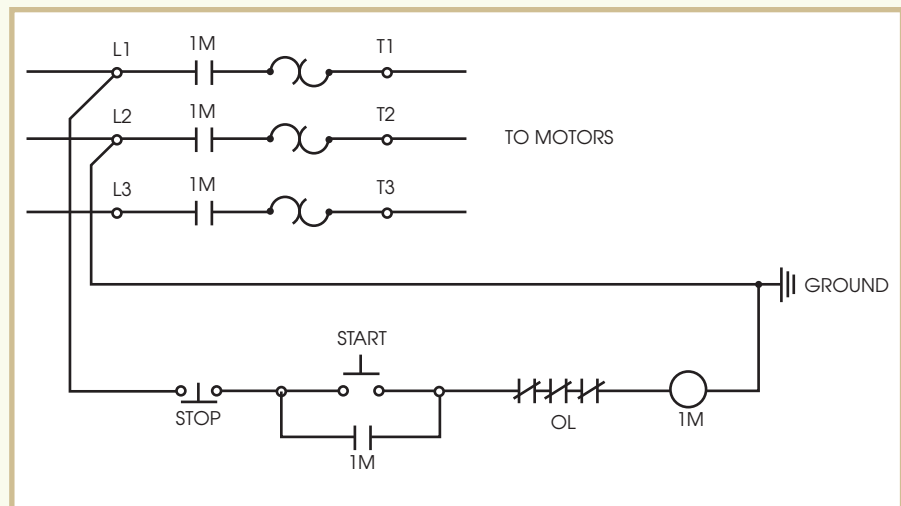 L1 1M T1
L2 1M T2
TO MOTORS
L3 1M T3
GROUND
START
STOP
OL
1M
1M